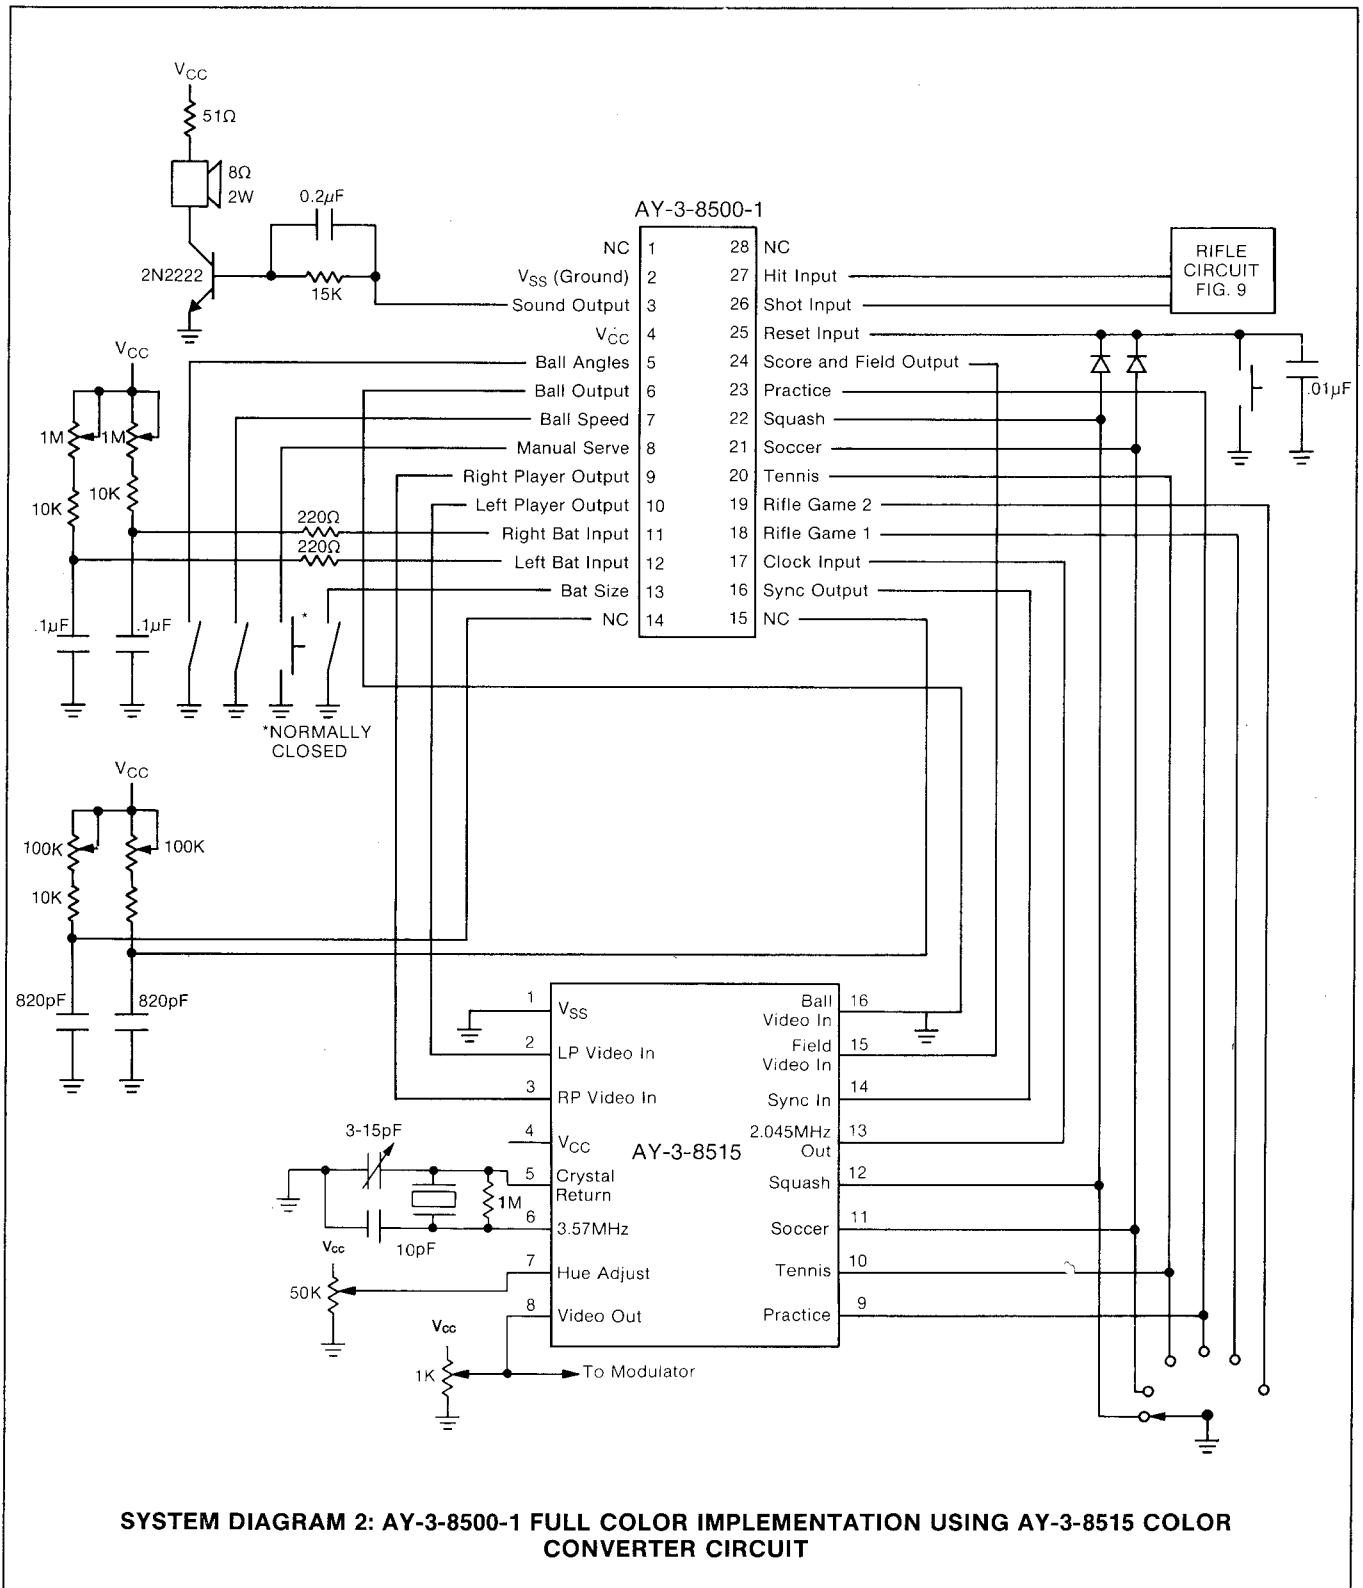 V_CC
51Ω
8Ω
2W
0.2µF
2N2222
15K
AY-3-8500-1
NC 1
V_SS (Ground) 2
Sound Output 3
V_CC 4
Ball Angles 5
Ball Output 6
Ball Speed 7
Manual Serve 8
Right Player Output 9
Left Player Output 10
Right Bat Input 11
Left Bat Input 12
Bat Size 13
NC 14
28 NC
27 Hit Input
26 Shot Input
25 Reset Input
24 Score and Field Output
23 Practice
22 Squash
21 Soccer
20 Tennis
19 Rifle Game 2
18 Rifle Game 1
17 Clock Input
16 Sync Output
15 NC
RIFLE
CIRCUIT
FIG. 9
.01µF
V_CC
1M
1M
10K
10K
220Ω
220Ω
.1µF
.1µF
*
*NORMALLY
CLOSED
V_CC
100K
100K
10K
820pF
820pF
AY-3-8515
1 V_SS
2 LP Video In
3 RP Video In
4 V_CC
5 Crystal
Return
6 3.57MHz
7 Hue Adjust
8 Video Out
Ball 16
Video In
Field 15
Video In
Sync In 14
2.045MHz 13
Out
Squash 12
Soccer 11
Tennis 10
Practice 9
3-15pF
1M
10pF
Vcc
50K
Vcc
1K
To Modulator
SYSTEM DIAGRAM 2: AY-3-8500-1 FULL COLOR IMPLEMENTATION USING AY-3-8515 COLOR
CONVERTER CIRCUIT